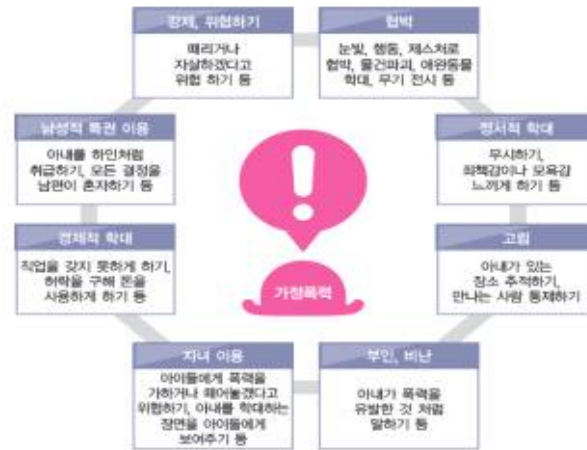 강제, 위협하기
때리거나
자살하겠다고
위협 하기 등
협박
눈빛, 행동, 제스처로
협박, 물건파괴, 애완동물
학대, 무기 전시 등
정서적 학대
무시하기,
죄책감이나 모욕감
느끼게 하기 등
고립
아내가 있는
장소 추적하기,
만나는 사람 통제하기
부인, 비난
아내가 폭력을
유발한 것 처럼
말하기 등
자녀 이용
아이들에게 폭력을
가하거나 떼어놓겠다고
위협하기, 아내를 학대하는
장면을 아이들에게
보여주기 등
경제적 학대
직업을 갖지 못하게 하기,
허락을 구해 돈을
사용하게 하기 등
남성적 특권 이용
아내를 하인처럼
취급하기, 모든 결정을
남편이 혼자하기 등
가정폭력